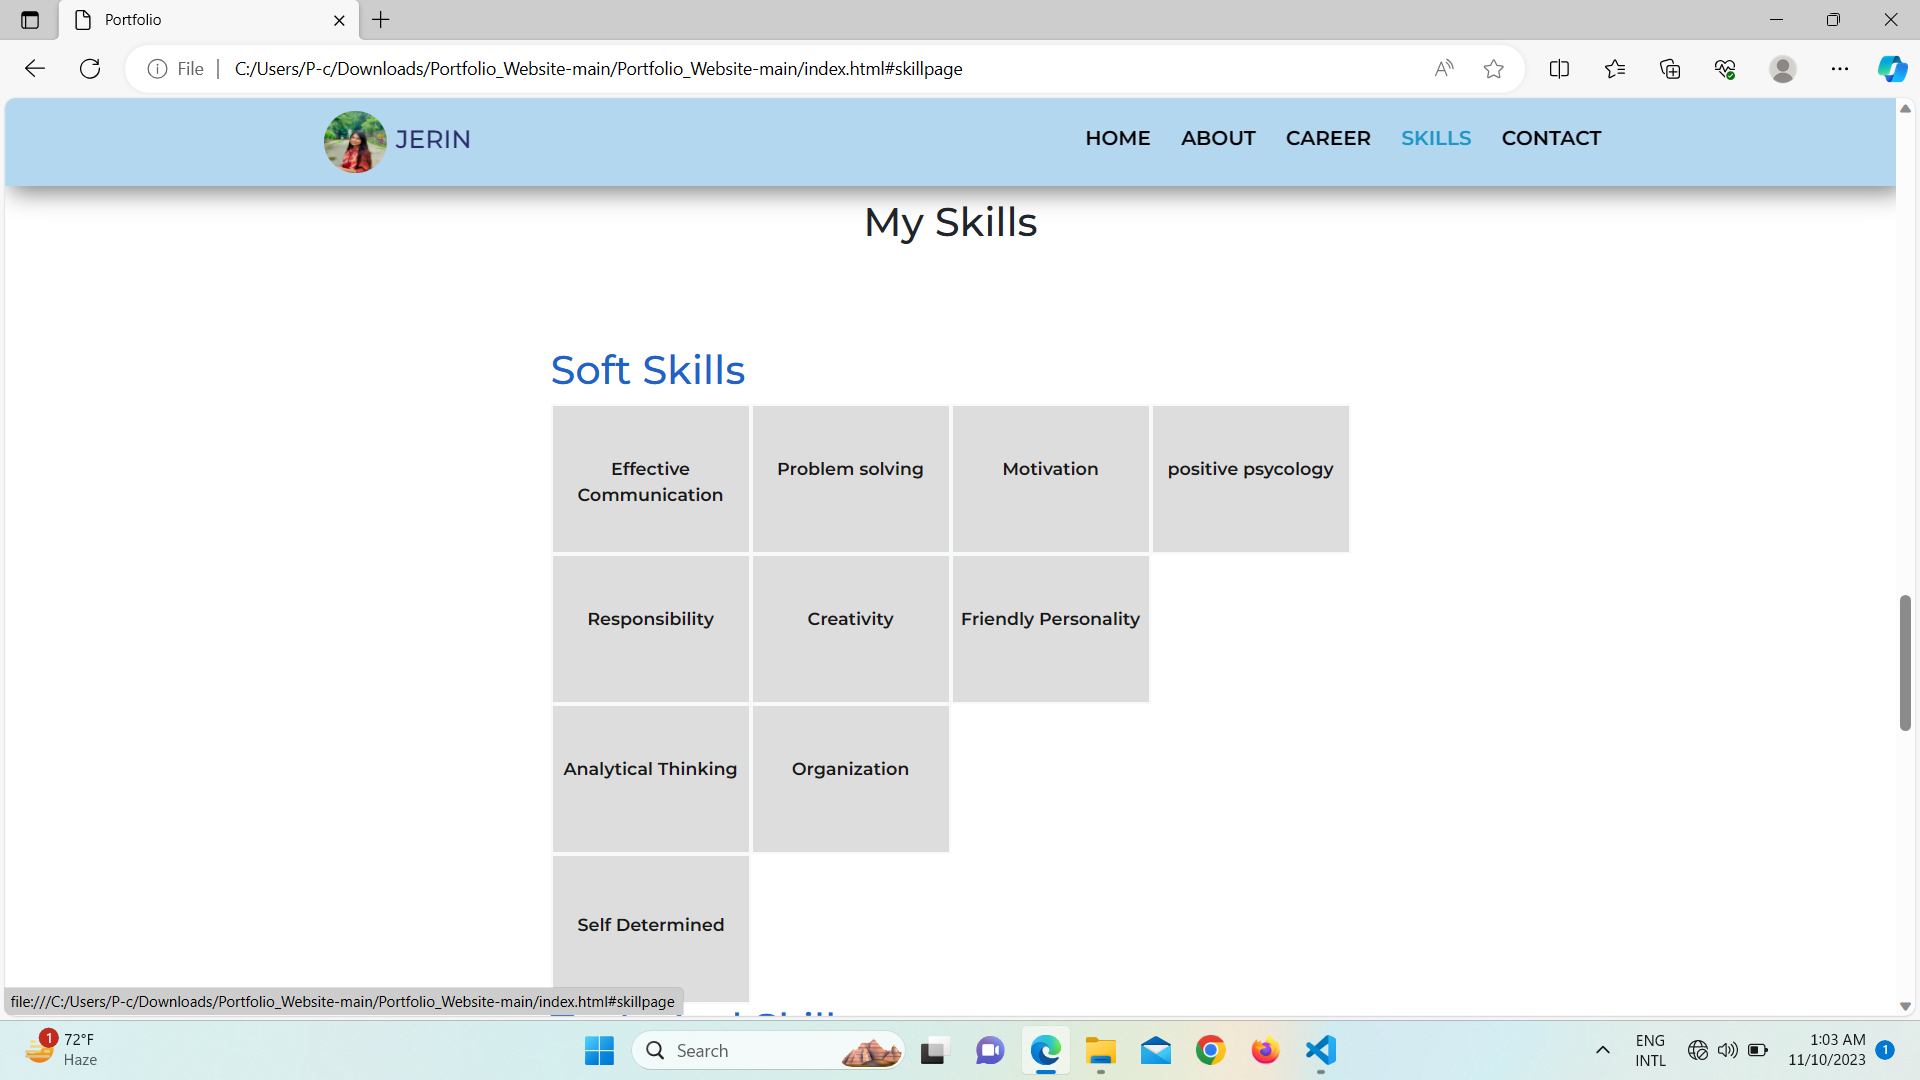 Portfolio
File
C:/Users/P-c/Downloads/Portfolio_Website-main/Portfolio_Website-main/index.html#skillpage
JERIN
HOME ABOUT CAREER SKILLS CONTACT
My Skills
Soft Skills
Effective
Communication
Problem solving
Motivation
positive psycology
Responsibility
Creativity
Friendly Personality
Analytical Thinking
Organization
Self Determined
file:///C:/Users/P-c/Downloads/Portfolio_Website-main/Portfolio_Website-main/index.html#skillpage
1
72°F
Haze
Search
ENG
INTL
1:03 AM
11/10/2023
1